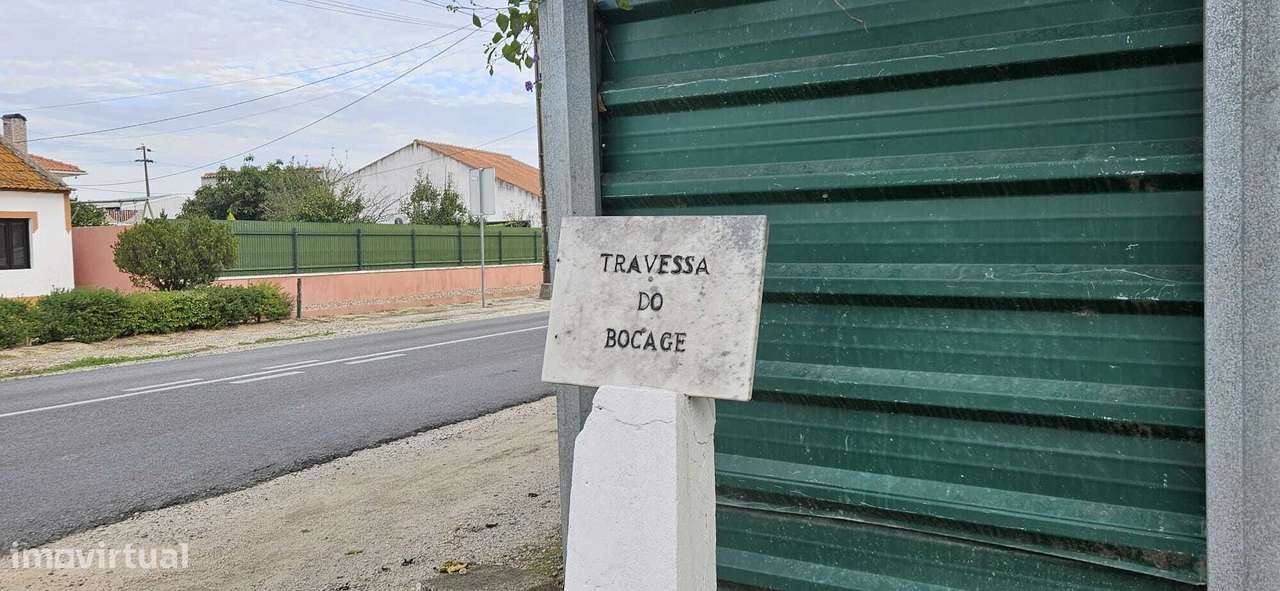 TRAVESSA
DO
BOCAGE
imovirtual